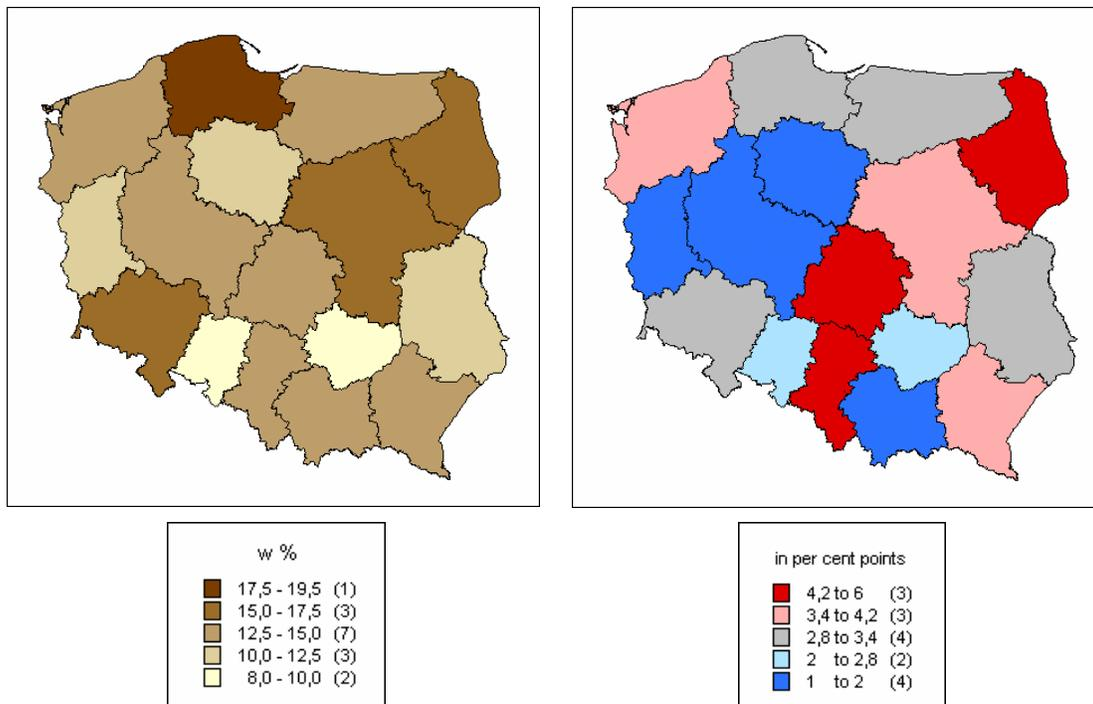 w %
17,5 - 19,5 (1)
15,0 - 17,5 (3)
12,5 - 15,0 (7)
10,0 - 12,5 (3)
8,0 - 10,0 (2)
in per cent points
4,2 to 6 (3)
3,4 to 4,2 (3)
2,8 to 3,4 (4)
2 to 2,8 (2)
1 to 2 (4)